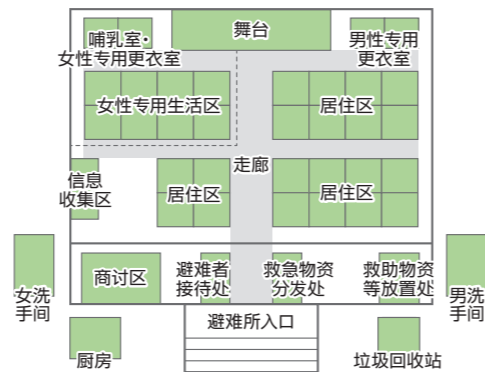 舞台
哺乳室·
女性专用更衣室
男性专用
更衣室
女性专用生活区
居住区
走廊
信息
收集区
居住区
居住区
商讨区
避难者
接待处
救急物资
分发处
救助物资
等放置处
女洗
手间
男洗
手间
避难所入口
厨房
垃圾回收站